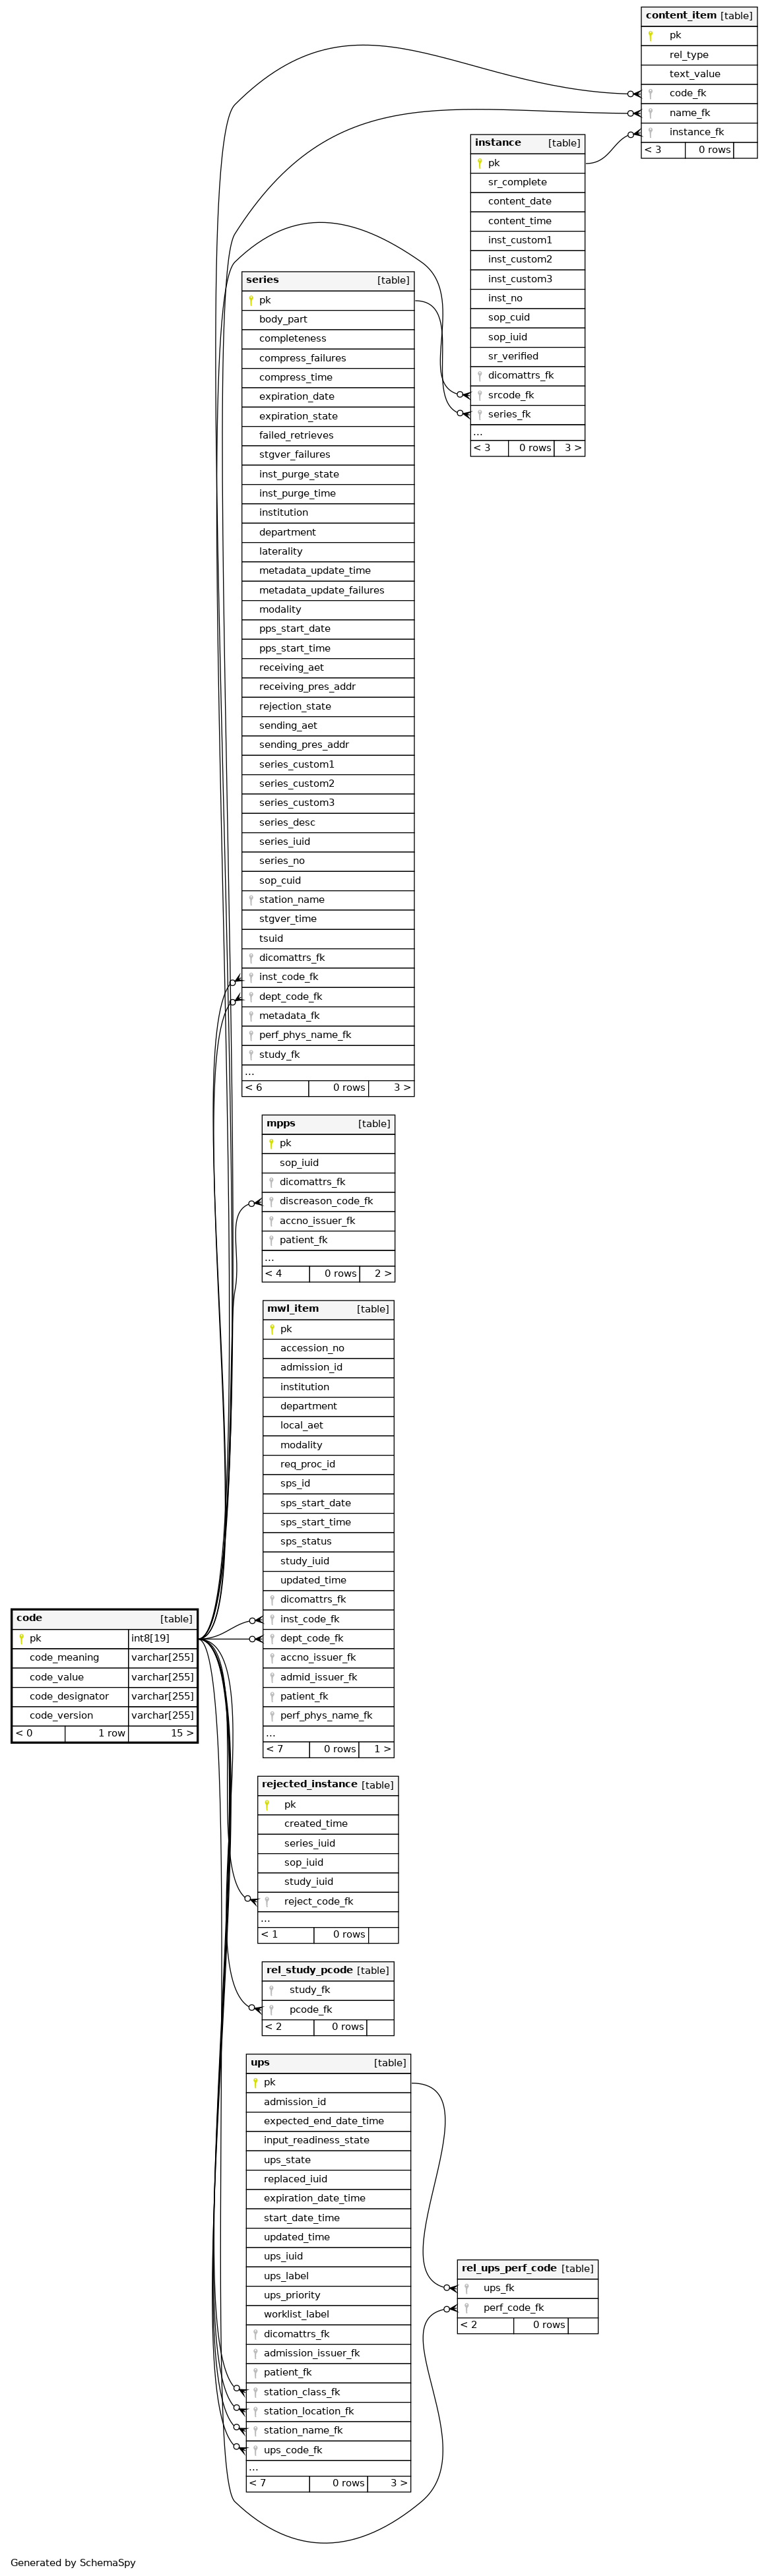 content_item [table]
pk
rel_type
text_value
code_fk
name_fk
instance_fk
< 3 0 rows
instance [table]
pk
sr_complete
content_date
content_time
inst_custom1
inst_custom2
inst_custom3
inst_no
sop_cuid
sop_iuid
sr_verified
dicomattrs_fk
srcode_fk
series_fk
...
< 3 0 rows 3 >
series [table]
pk
body_part
completeness
compress_failures
compress_time
expiration_date
expiration_state
failed_retrieves
stgver_failures
inst_purge_state
inst_purge_time
institution
department
laterality
metadata_update_time
metadata_update_failures
modality
pps_start_date
pps_start_time
receiving_aet
receiving_pres_addr
rejection_state
sending_aet
sending_pres_addr
series_custom1
series_custom2
series_custom3
series_desc
series_iuid
series_no
sop_cuid
station_name
stgver_time
tsuid
dicomattrs_fk
inst_code_fk
dept_code_fk
metadata_fk
perf_phys_name_fk
study_fk
...
< 6 0 rows 3 >
mpps [table]
pk
sop_iuid
dicomattrs_fk
discreason_code_fk
accno_issuer_fk
patient_fk
...
< 4 0 rows 2 >
mwl_item [table]
pk
accession_no
admission_id
institution
department
local_aet
modality
req_proc_id
sps_id
sps_start_date
sps_start_time
sps_status
study_iuid
updated_time
dicomattrs_fk
inst_code_fk
dept_code_fk
accno_issuer_fk
admid_issuer_fk
patient_fk
perf_phys_name_fk
...
< 7 0 rows 1 >
code [table]
pk int8[19]
code_meaning varchar[255]
code_value varchar[255]
code_designator varchar[255]
code_version varchar[255]
< 0 1 row 15 >
rejected_instance [table]
pk
created_time
series_iuid
sop_iuid
study_iuid
reject_code_fk
...
< 1 0 rows
rel_study_pcode [table]
study_fk
pcode_fk
< 2 0 rows
ups [table]
pk
admission_id
expected_end_date_time
input_readiness_state
ups_state
replaced_iuid
expiration_date_time
start_date_time
updated_time
ups_iuid
ups_label
ups_priority
worklist_label
dicomattrs_fk
admission_issuer_fk
patient_fk
station_class_fk
station_location_fk
station_name_fk
ups_code_fk
...
< 7 0 rows 3 >
rel_ups_perf_code [table]
ups_fk
perf_code_fk
< 2 0 rows
Generated by SchemaSpy